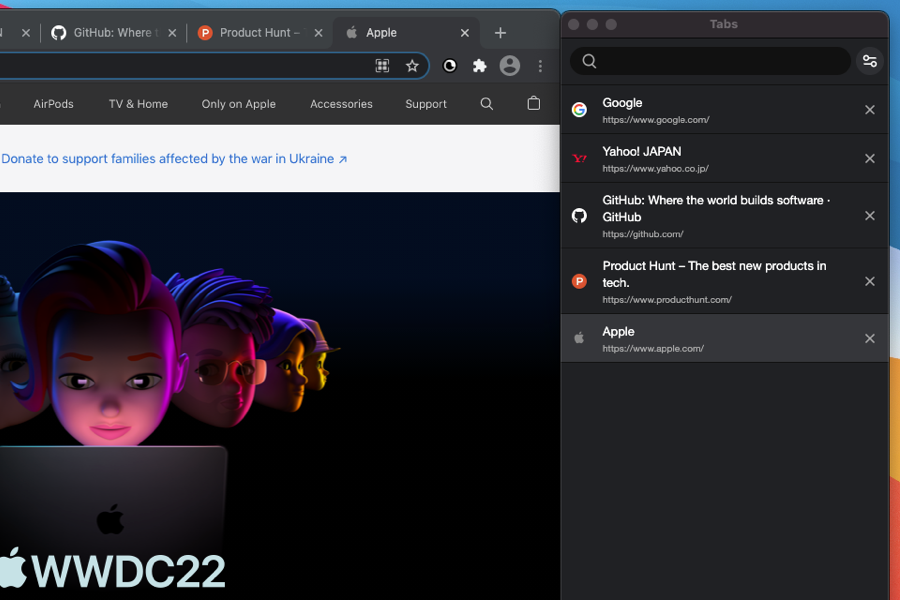 GitHub: Where t
Product Hunt –
Apple
AirPods
TV & Home
Only on Apple
Accessories
Support
Donate to support families affected by the war in Ukraine ↗
WWDC22
Tabs
Google
https://www.google.com/
Yahoo! JAPAN
https://www.yahoo.co.jp/
GitHub: Where the world builds software ·
GitHub
https://github.com/
Product Hunt – The best new products in
tech.
https://www.producthunt.com/
Apple
https://www.apple.com/